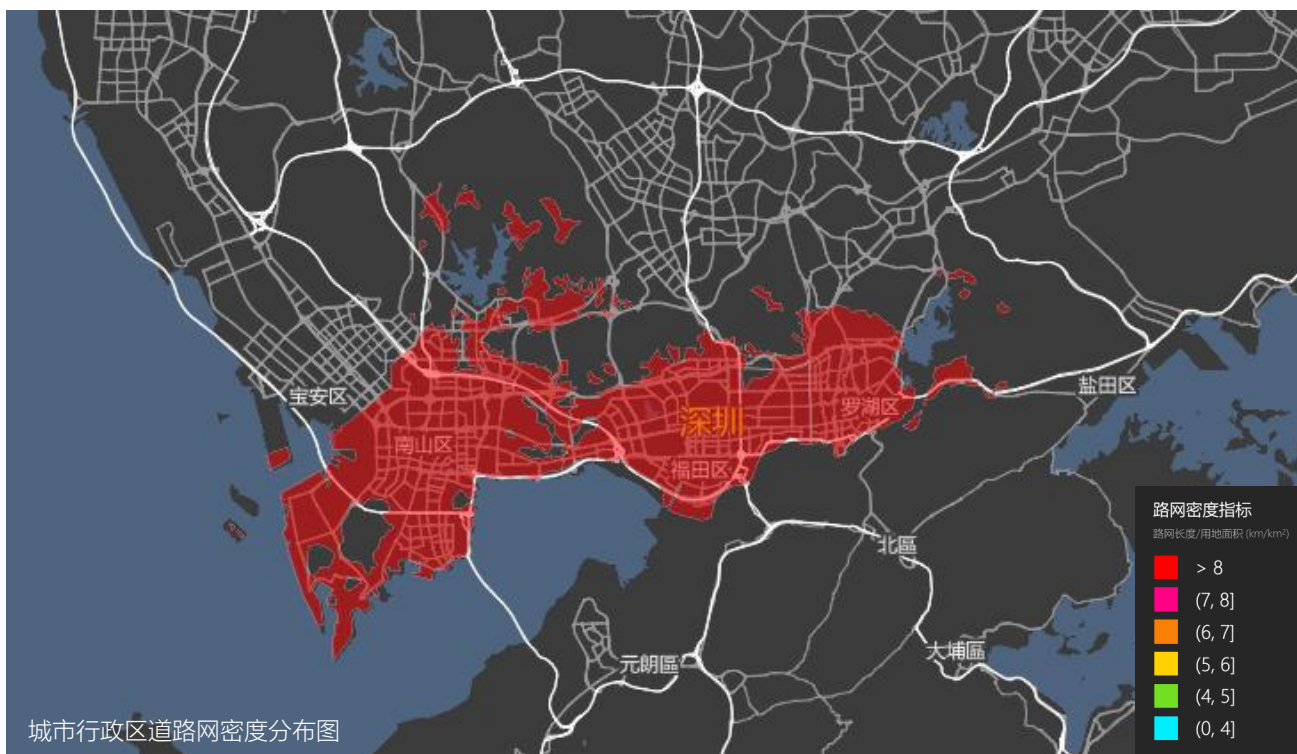 宝安区
南山区
深圳
福田区
罗湖区
盐田区
北區
元朗區
大埔區
路网密度指标
路网长度/用地面积 (km/km²)
> 8
(7, 8]
(6, 7]
(5, 6]
(4, 5]
(0, 4]
城市行政区道路网密度分布图